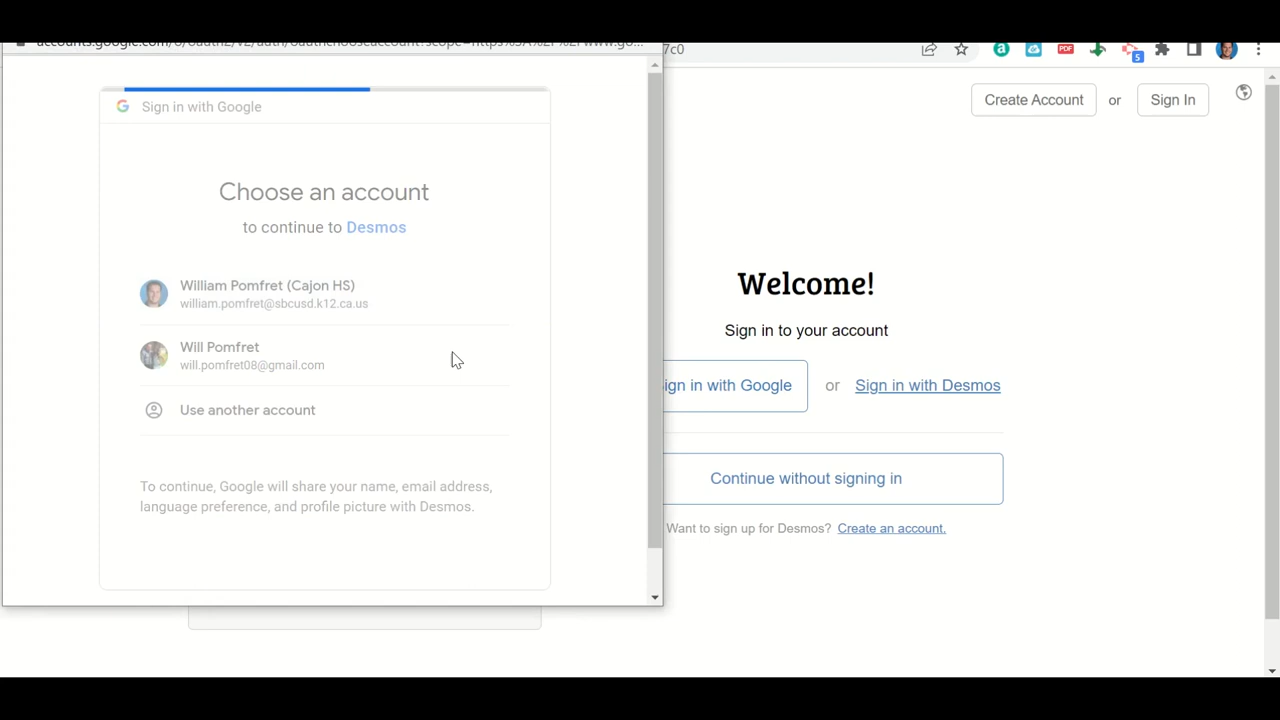 7c0
5
Sign in with Google
Create Account or Sign In
Choose an account
to continue to Desmos
William Pomfret (Cajon HS)
william.pomfret@sbcusd.k12.ca.us
Will Pomfret
will.pomfret08@gmail.com
Use another account
To continue, Google will share your name, email address,
language preference, and profile picture with Desmos.
Welcome!
Sign in to your account
ign in with Google or Sign in with Desmos
Continue without signing in
Want to sign up for Desmos? Create an account.
PDF